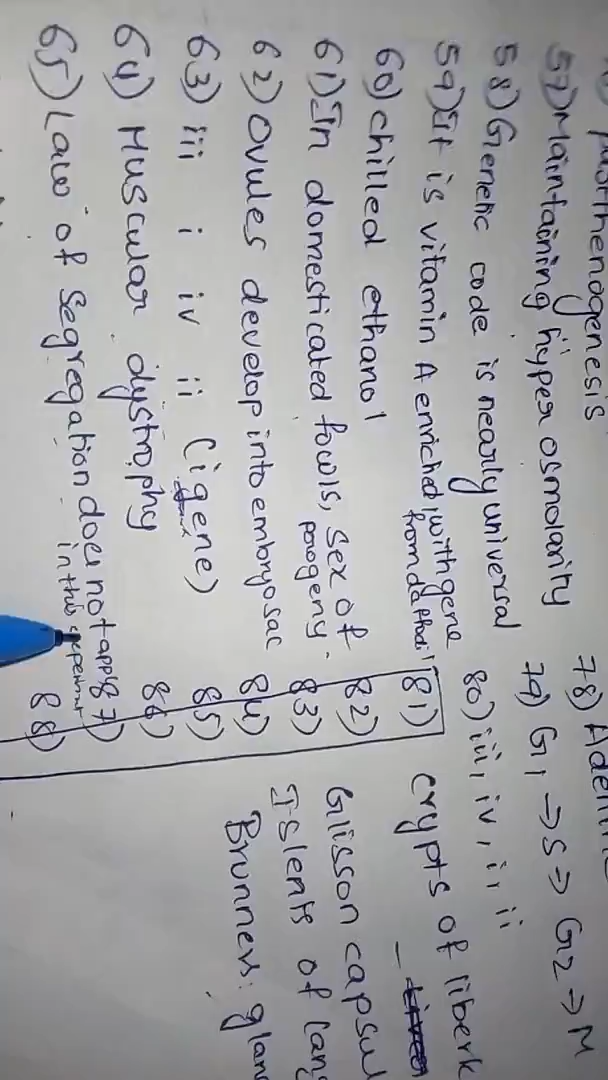 parthenogenesis
57) Maintaining hyper osmolarity
58) Genetic code is nearly universal
59) It is vitamin A enriched, with gene
from daffodi
60) chilled ethanol
61) In domesticated fowls, sex of
progeny.
62) Ovules develop into embryo sac
63) iii i iv ii (i gene)
64) Muscular dystrophy
65) Law of Segregation does not app
in this experiment
78) Adenine
79) G1 → S → G2 → M
80) iii, iv, i, ii
81) crypts of liberk
82)
Glisson capsul
83) Islents of lang
84) Brunners glan
85)
86)
87)
88)